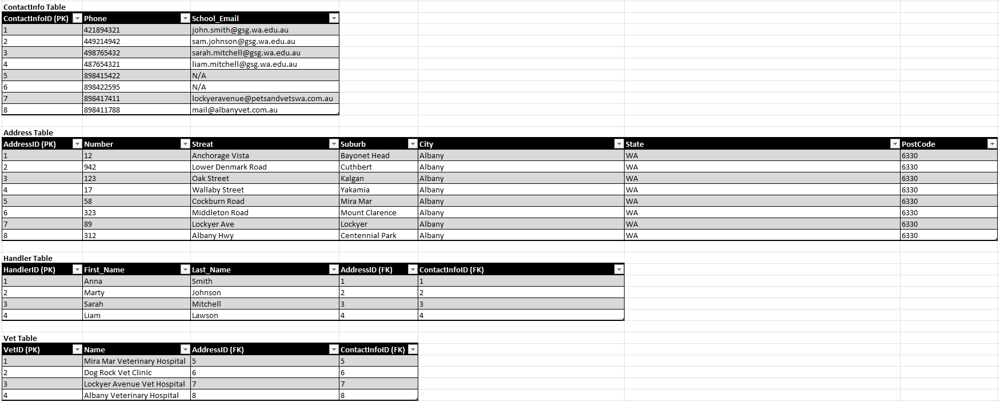 ContactInfo Table
ContactInfoID (PK) Phone School_Email
1 421894321 john.smith@gsg.wa.edu.au
2 449214942 sam.johnson@gsg.wa.edu.au
3 498765432 sarah.mitchell@gsg.wa.edu.au
4 487654321 liam.mitchell@gsg.wa.edu.au
5 898415422 N/A
6 898422595 N/A
7 898417411 lockyeravenue@petsandvetswa.com.au
8 898411788 mail@albanyvet.com.au
Address Table
AddressID (PK) Number Streat Suburb City State PostCode
1 12 Anchorage Vista Bayonet Head Albany WA 6330
2 942 Lower Denmark Road Cuthbert Albany WA 6330
3 123 Oak Street Kalgan Albany WA 6330
4 17 Wallaby Street Yakamia Albany WA 6330
5 58 Cockburn Road Mira Mar Albany WA 6330
6 323 Middleton Road Mount Clarence Albany WA 6330
7 89 Lockyer Ave Lockyer Albany WA 6330
8 312 Albany Hwy Centennial Park Albany WA 6330
Handler Table
HandlerID (PK) First_Name Last_Name AddressID (FK) ContactInfoID (FK)
1 Anna Smith 1 1
2 Marty Johnson 2 2
3 Sarah Mitchell 3 3
4 Liam Lawson 4 4
Vet Table
VetID (PK) Name AddressID (FK) ContactInfoID (FK)
1 Mira Mar Veterinary Hospital 5 5
2 Dog Rock Vet Clinic 6 6
3 Lockyer Avenue Vet Hospital 7 7
4 Albany Veterinary Hospital 8 8